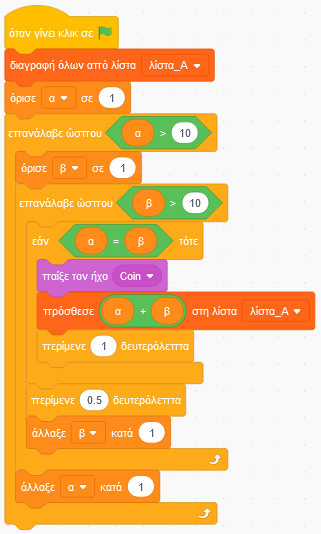 όταν γίνει κλικ σε
διαγραφή όλων από λίστα λίστα_Α
όρισε α σε 1
επανάλαβε ώσπου α > 10
όρισε β σε 1
επανάλαβε ώσπου β > 10
εάν α = β τότε
παίξε τον ήχο Coin
πρόσθεσε α + β στη λίστα λίστα_Α
περίμενε 1 δευτερόλεπτα
περίμενε 0.5 δευτερόλεπτα
άλλαξε β κατά 1
άλλαξε α κατά 1